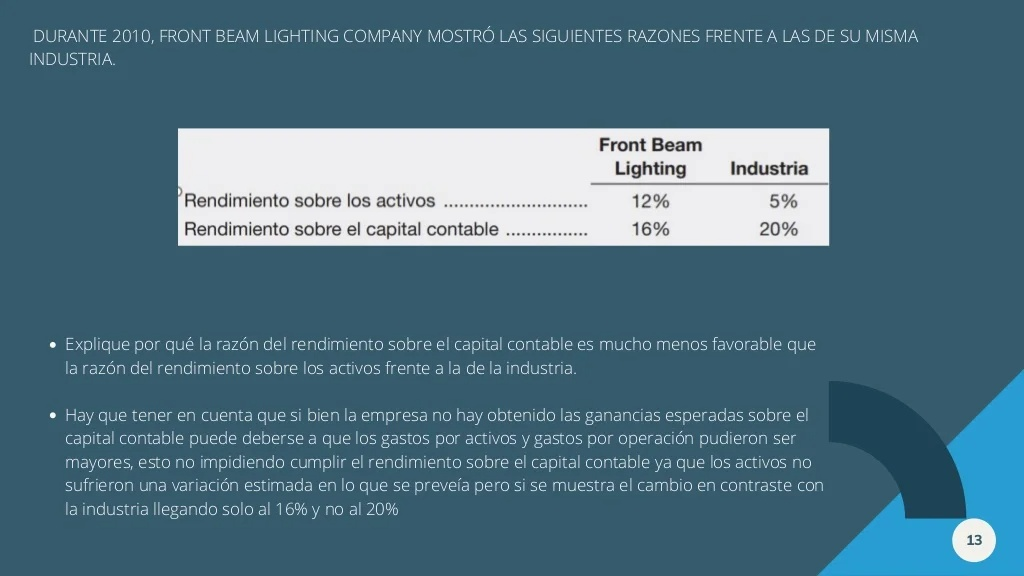 DURANTE 2010, FRONT BEAM LIGHTING COMPANY MOSTRÓ LAS SIGUIENTES RAZONES FRENTE A LAS DE SU MISMA
INDUSTRIA.
Front Beam
Lighting Industria
Rendimiento sobre los activos ............................ 12% 5%
Rendimiento sobre el capital contable ................ 16% 20%
• Explique por qué la razón del rendimiento sobre el capital contable es mucho menos favorable que
la razón del rendimiento sobre los activos frente a la de la industria.
• Hay que tener en cuenta que si bien la empresa no hay obtenido las ganancias esperadas sobre el
capital contable puede deberse a que los gastos por activos y gastos por operación pudieron ser
mayores, esto no impidiendo cumplir el rendimiento sobre el capital contable ya que los activos no
sufrieron una variación estimada en lo que se preveía pero si se muestra el cambio en contraste con
la industria llegando solo al 16% y no al 20%
13